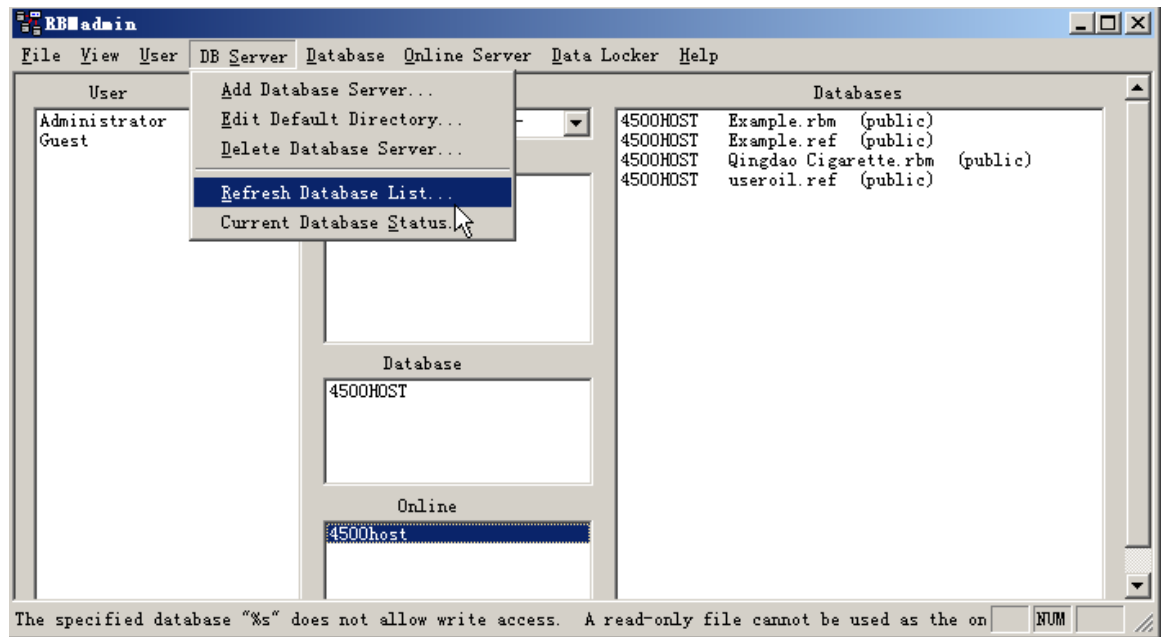 RBMadmin
File View User DB Server Database Online Server Data Locker Help
User
Administrator
Guest
Add Database Server...
Edit Default Directory...
Delete Database Server...
Refresh Database List...
Current Database Status..
Database
4500HOST
Online
4500host
Databases
4500HOST Example.rbm (public)
4500HOST Example.ref (public)
4500HOST Qingdao Cigarette.rbm (public)
4500HOST useroil.ref (public)
The specified database "%s" does not allow write access. A read-only file cannot be used as the on
NUM